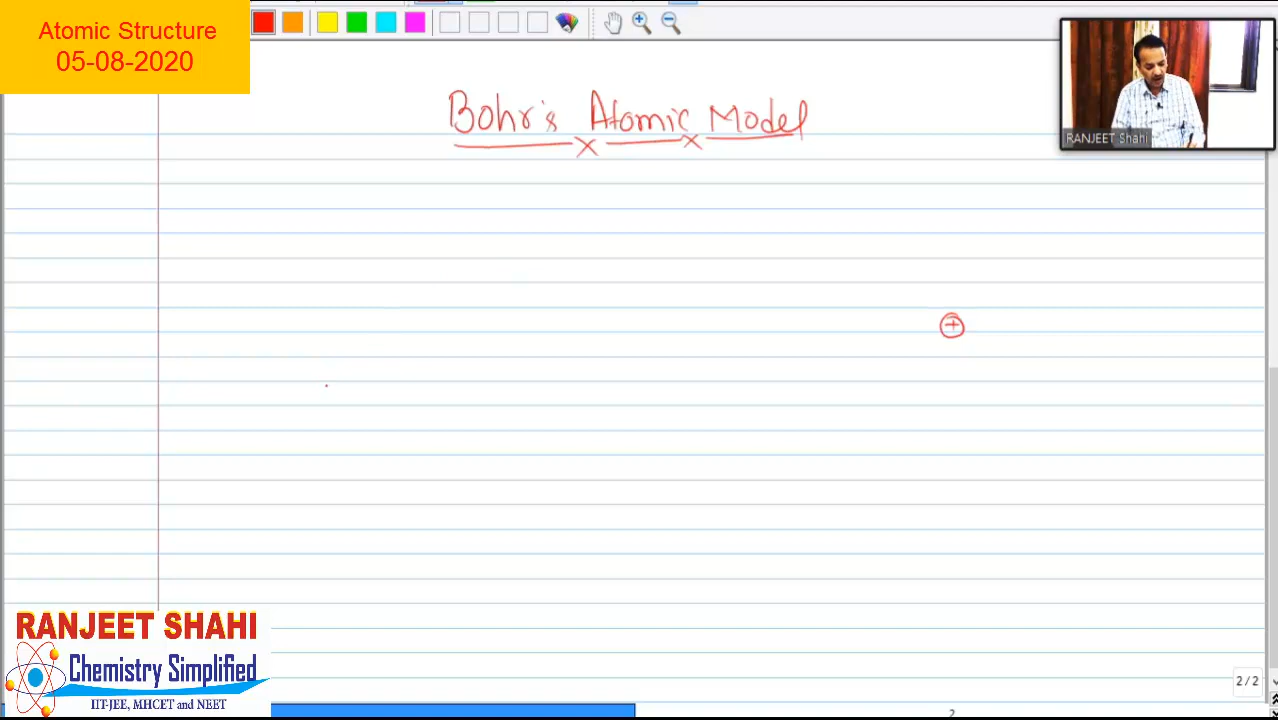 Atomic Structure
05-08-2020
Bohr's Atomic Model
RANJEET Shahi
+
2/2
2
RANJEET SHAHI
Chemistry Simplified
IIT-JEE, MHCET and NEET